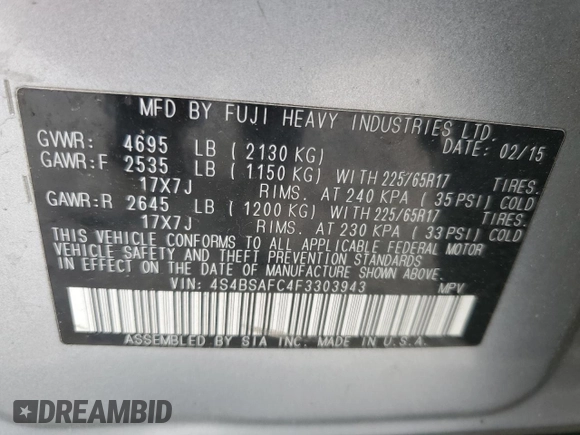 MFD BY FUJI HEAVY INDUSTRIES LTD.
GVWR: 4695 LB ( 2130 KG) DATE: 02/15
GAWR:F 2535 LB ( 1150 KG) WITH 225/65R17 TIRES.
17X7J RIMS. AT 240 KPA ( 35 PSI) COLD
GAWR:R 2645 LB ( 1200 KG) WITH 225/65R17 TIRES.
17X7J RIMS. AT 230 KPA ( 33 PSI) COLD
THIS VEHICLE CONFORMS TO ALL APPLICABLE FEDERAL MOTOR
VEHICLE SAFETY AND THEFT PREVENTION STANDARDS
IN EFFECT ON THE DATE OF MANUFACTURE SHOWN ABOVE.
VIN: 4S4BSAFC4F3303943 MPV
ASSEMBLED BY SIA INC. MADE IN U.S.A.
DREAMBID